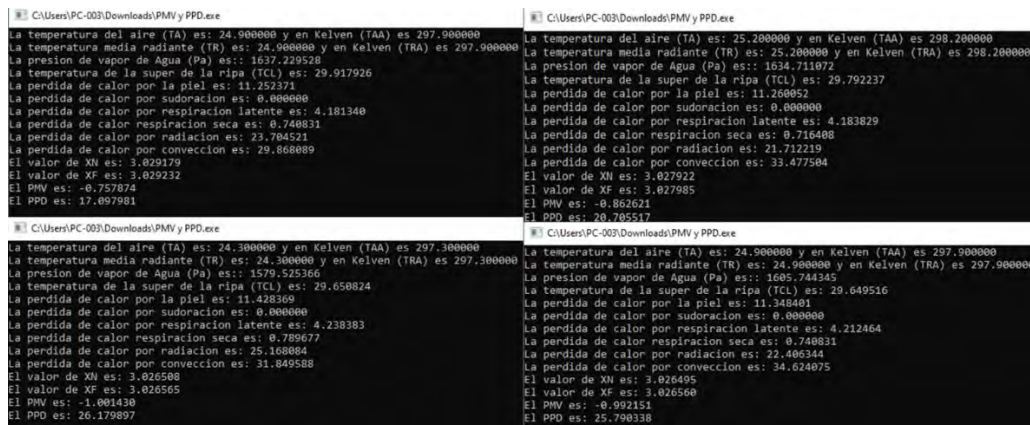 C:\Users\PC-003\Downloads\PMV y PPD.exe
La temperatura del aire (TA) es: 24.900000 y en Kelven (TAA) es 297.900000
La temperatura media radiante (TR) es: 24.900000 y en Kelven (TRA) es 297.900000
La presion de vapor de Agua (Pa) es:: 1637.229528
La temperatura de la super de la ripa (TCL) es: 29.917926
La perdida de calor por la piel es: 11.252371
La perdida de calor por sudoracion es: 0.000000
La perdida de calor por respiracion latente es: 4.181340
La perdida de calor respiracion seca es: 0.740831
La perdida de calor por radiacion es: 23.704521
La perdida de calor por conveccion es: 29.868089
El valor de XN es: 3.029179
El valor de XF es: 3.029232
El PMV es: -0.757874
El PPD es: 17.097981
C:\Users\PC-003\Downloads\PMV y PPD.exe
La temperatura del aire (TA) es: 25.200000 y en Kelven (TAA) es 298.200000
La temperatura media radiante (TR) es: 25.200000 y en Kelven (TRA) es 298.200000
La presion de vapor de Agua (Pa) es:: 1634.711072
La temperatura de la super de la ripa (TCL) es: 29.792237
La perdida de calor por la piel es: 11.260052
La perdida de calor por sudoracion es: 0.000000
La perdida de calor por respiracion latente es: 4.183829
La perdida de calor respiracion seca es: 0.716408
La perdida de calor por radiacion es: 21.712219
La perdida de calor por conveccion es: 33.477504
El valor de XN es: 3.027922
El valor de XF es: 3.027985
El PMV es: -0.862621
El PPD es: 20.705517
C:\Users\PC-003\Downloads\PMV y PPD.exe
La temperatura del aire (TA) es: 24.300000 y en Kelven (TAA) es 297.300000
La temperatura media radiante (TR) es: 24.300000 y en Kelven (TRA) es 297.300000
La presion de vapor de Agua (Pa) es:: 1579.525366
La temperatura de la super de la ripa (TCL) es: 29.650824
La perdida de calor por la piel es: 11.428369
La perdida de calor por sudoracion es: 0.000000
La perdida de calor por respiracion latente es: 4.238383
La perdida de calor respiracion seca es: 0.789677
La perdida de calor por radiacion es: 25.168084
La perdida de calor por conveccion es: 31.849588
El valor de XN es: 3.026508
El valor de XF es: 3.026565
El PMV es: -1.001430
El PPD es: 26.179897
C:\Users\PC-003\Downloads\PMV y PPD.exe
La temperatura del aire (TA) es: 24.900000 y en Kelven (TAA) es 297.900000
La temperatura media radiante (TR) es: 24.900000 y en Kelven (TRA) es 297.900000
La presion de vapor de Agua (Pa) es:: 1605.744345
La temperatura de la super de la ripa (TCL) es: 29.649516
La perdida de calor por la piel es: 11.348401
La perdida de calor por sudoracion es: 0.000000
La perdida de calor por respiracion latente es: 4.212464
La perdida de calor respiracion seca es: 0.740831
La perdida de calor por radiacion es: 22.406344
La perdida de calor por conveccion es: 34.624075
El valor de XN es: 3.026495
El valor de XF es: 3.026560
El PMV es: -0.992151
El PPD es: 25.790338